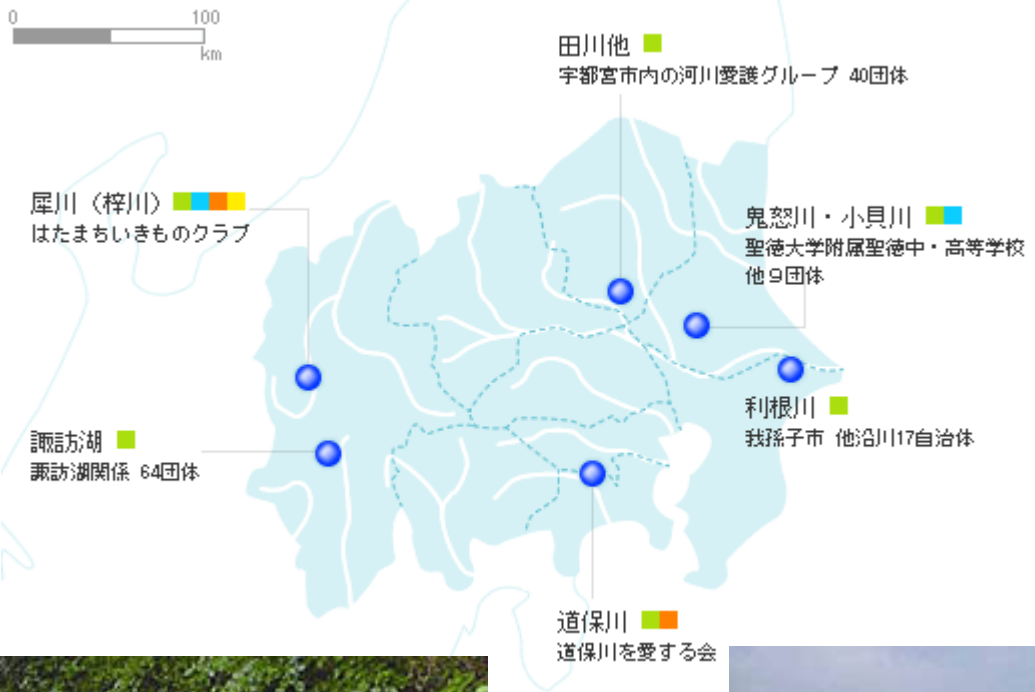 0 100
km
田川他
宇都宮市内の河川愛護グループ 40団体
犀川（梓川）
はたまちいきものクラブ
鬼怒川・小貝川
聖徳大学附属聖徳中・高等学校
他9団体
利根川
我孫子市 他沿川17自治体
諏訪湖
諏訪湖関係 64団体
道保川
道保川を愛する会